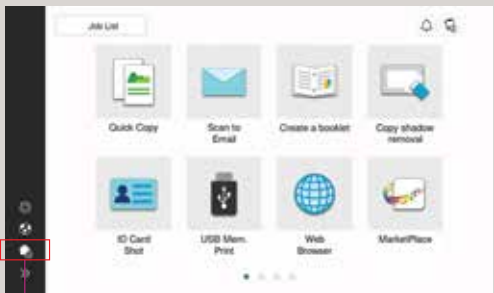 Job List
Quick Copy
Scan to
Email
Create a booklet
Copy shadow
removal
ID Card
Shot
USB Mem.
Print
Web
Browser
MarketPlace